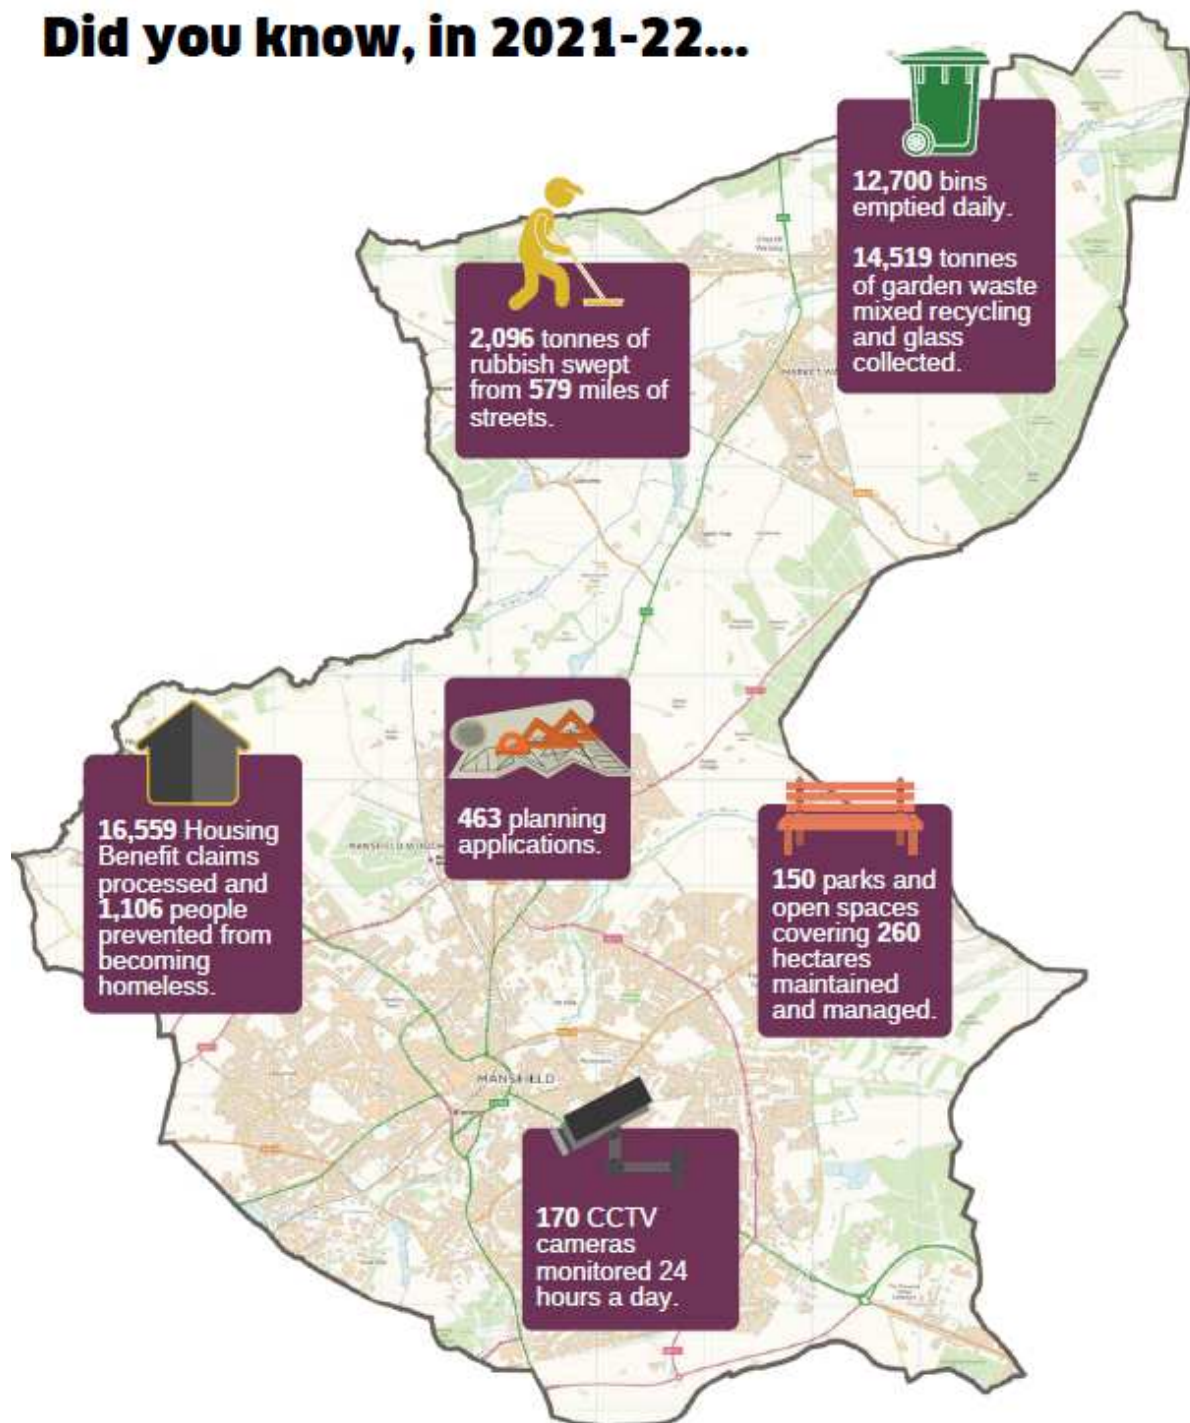 Did you know, in 2021-22...
12,700 bins
emptied daily.
14,519 tonnes
of garden waste
mixed recycling
and glass
collected.
2,096 tonnes of
rubbish swept
from 579 miles of
streets.
463 planning
applications.
16,559 Housing
Benefit claims
processed and
1,106 people
prevented from
becoming
homeless.
150 parks and
open spaces
covering 260
hectares
maintained
and managed.
MANSFIELD
170 CCTV
cameras
monitored 24
hours a day.